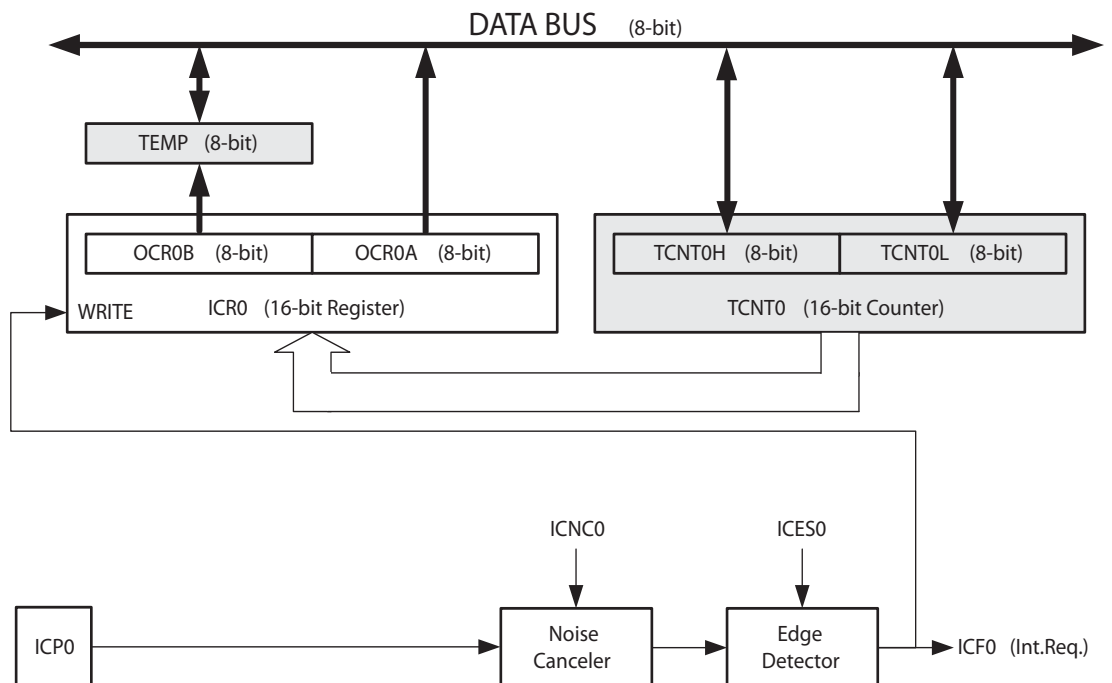 DATA BUS (8-bit)
TEMP (8-bit)
OCR0B (8-bit) OCR0A (8-bit) TCNT0H (8-bit) TCNT0L (8-bit)
WRITE ICR0 (16-bit Register) TCNT0 (16-bit Counter)
ICNC0 ICES0
ICP0 Noise Edge ICF0 (Int.Req.)
Canceler Detector